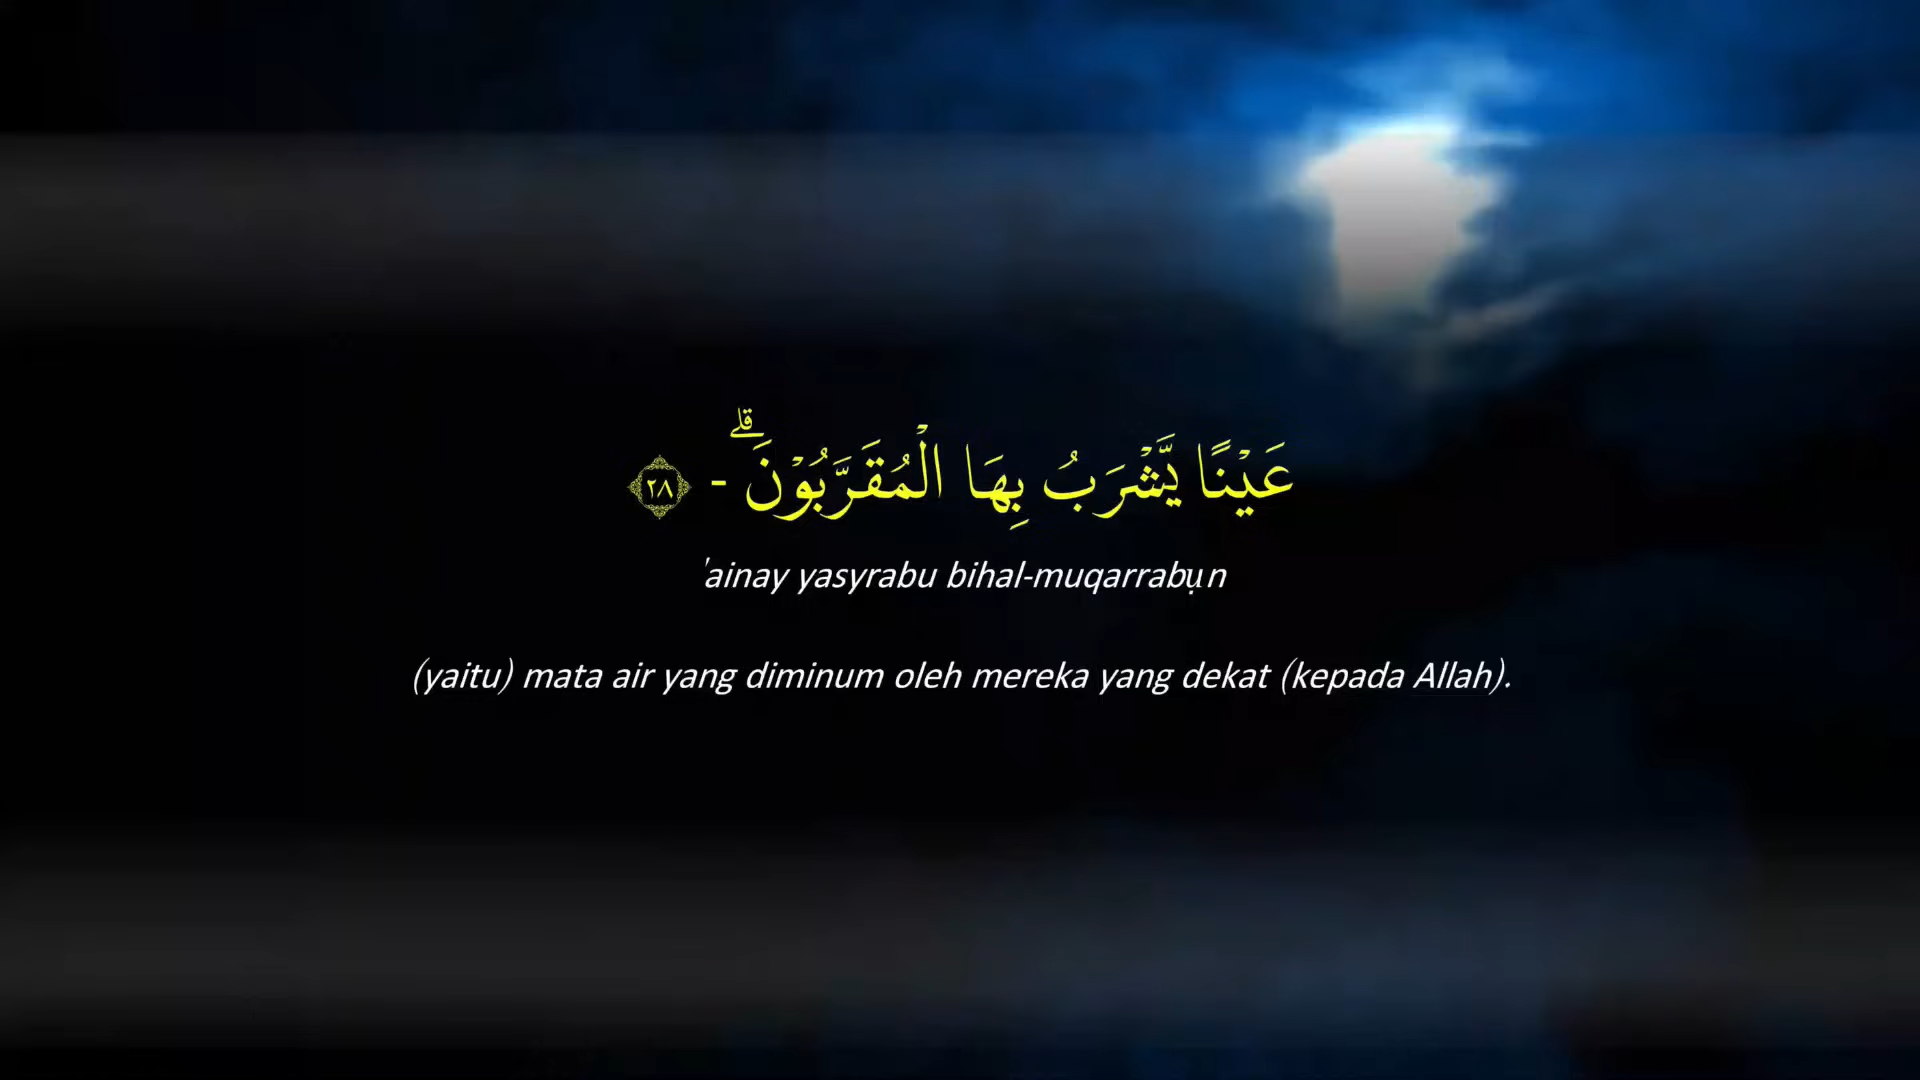 عَيْنًا يَّشْرَبُ بِهَا الْمُقَرَّبُوْنَۗ - ٢٨
'ainay yasyrabu bihal-muqarrabụn
(yaitu) mata air yang diminum oleh mereka yang dekat (kepada Allah).